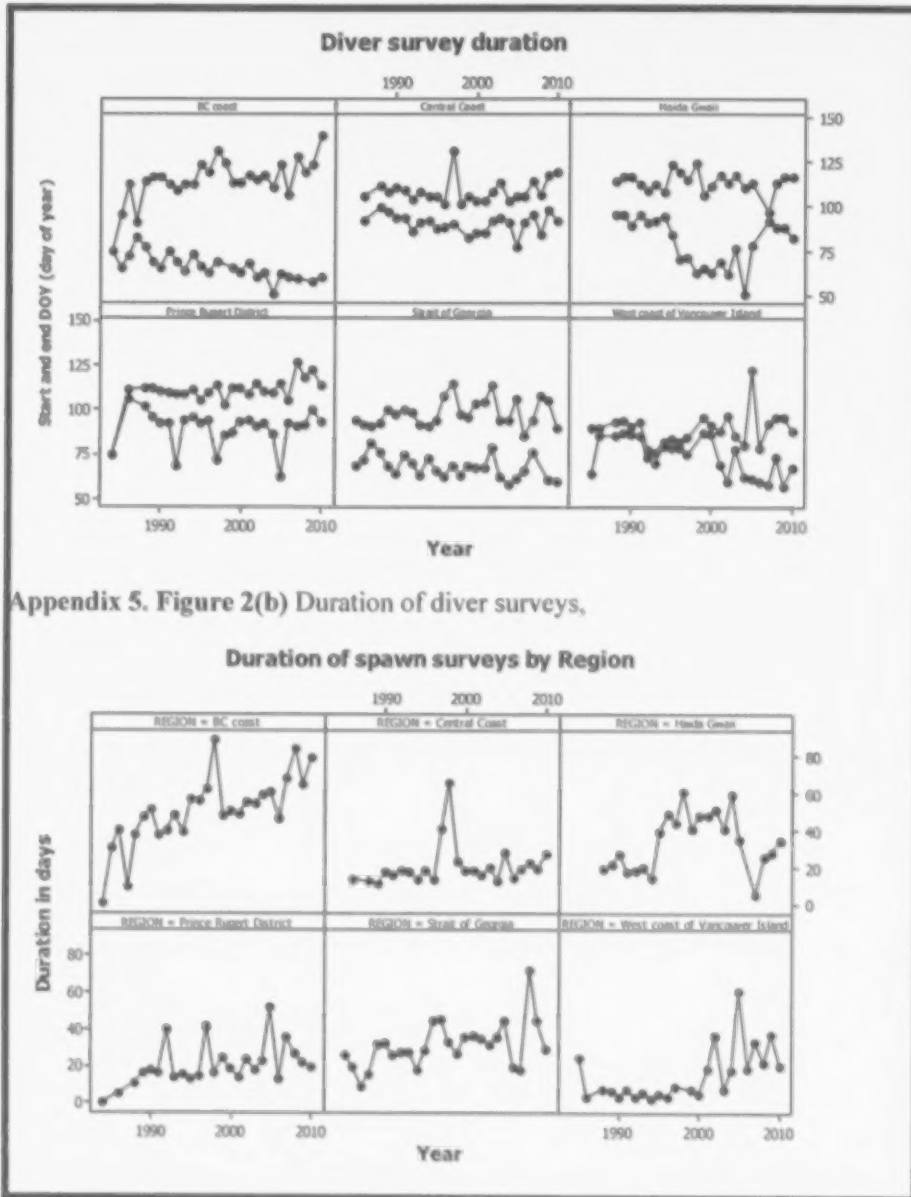 Diver survey duration
1990 2000 2010
BC coast Central Coast Haida Gwaii
150
125
100
75
50
Start and end DOY (day of year)
Prince Rupert District Strait of Georgia West coast of Vancouver Island
150
125
100
75
50
1990 2000 2010 1990 2000 2010
Year
Appendix 5. Figure 2(b) Duration of diver surveys,
Duration of spawn surveys by Region
1990 2000 2010
REGION = BC coast REGION = Central Coast REGION = Haida Gwaii
80
60
40
20
0
Duration in days
REGION = Prince Rupert District REGION = Strait of Georgia REGION = West coast of Vancouver Island
80
60
40
20
0
1990 2000 2010 1990 2000 2010
Year